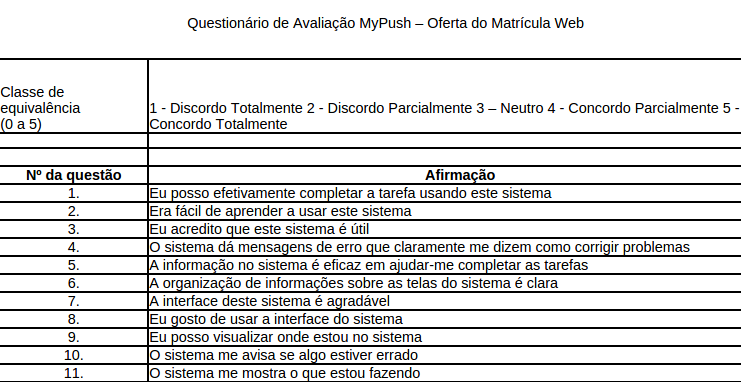 Questionário de Avaliação MyPush – Oferta do Matrícula Web
Classe de
equivalência
(0 a 5)
1 - Discordo Totalmente 2 - Discordo Parcialmente 3 – Neutro 4 - Concordo Parcialmente 5 -
Concordo Totalmente
Nº da questão Afirmação
1. Eu posso efetivamente completar a tarefa usando este sistema
2. Era fácil de aprender a usar este sistema
3. Eu acredito que este sistema é útil
4. O sistema dá mensagens de erro que claramente me dizem como corrigir problemas
5. A informação no sistema é eficaz em ajudar-me completar as tarefas
6. A organização de informações sobre as telas do sistema é clara
7. A interface deste sistema é agradável
8. Eu gosto de usar a interface do sistema
9. Eu posso visualizar onde estou no sistema
10. O sistema me avisa se algo estiver errado
11. O sistema me mostra o que estou fazendo